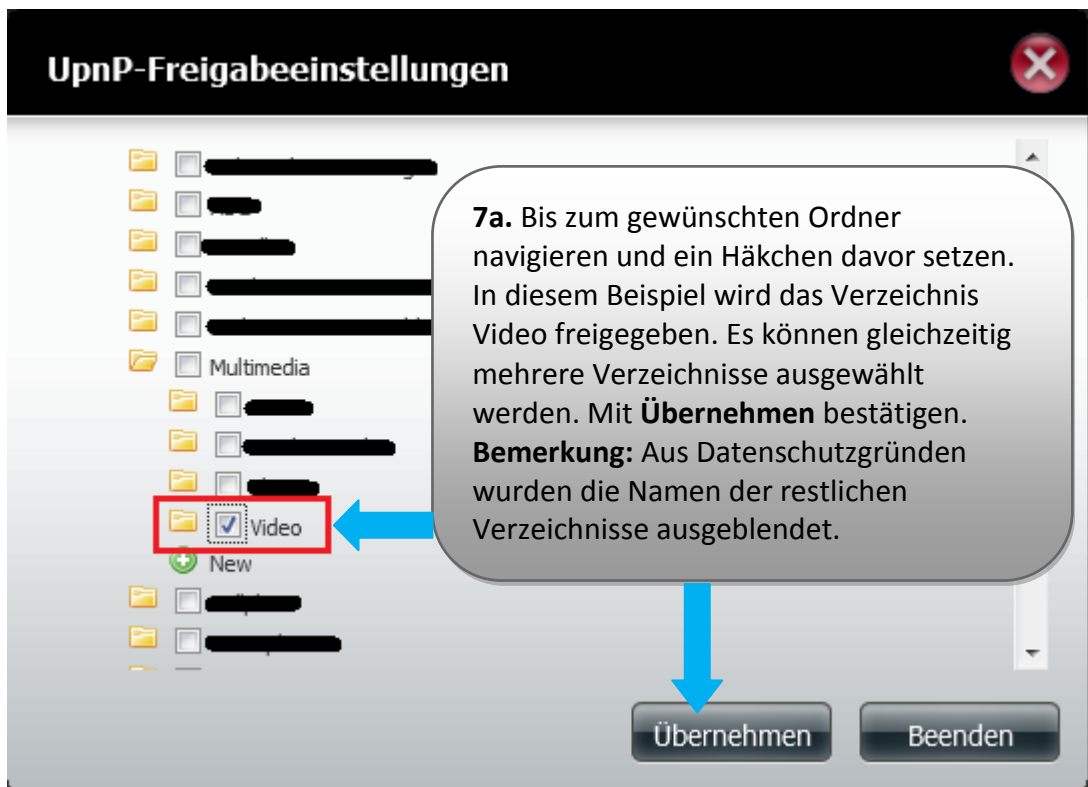 UpnP-Freigabeeinstellungen
7a. Bis zum gewünschten Ordner
navigieren und ein Häkchen davor setzen.
In diesem Beispiel wird das Verzeichnis
Video freigegeben. Es können gleichzeitig
mehrere Verzeichnisse ausgewählt
werden. Mit Übernehmen bestätigen.
Bemerkung: Aus Datenschutzgründen
wurden die Namen der restlichen
Verzeichnisse ausgeblendet.
Multimedia
Video
New
Übernehmen
Beenden